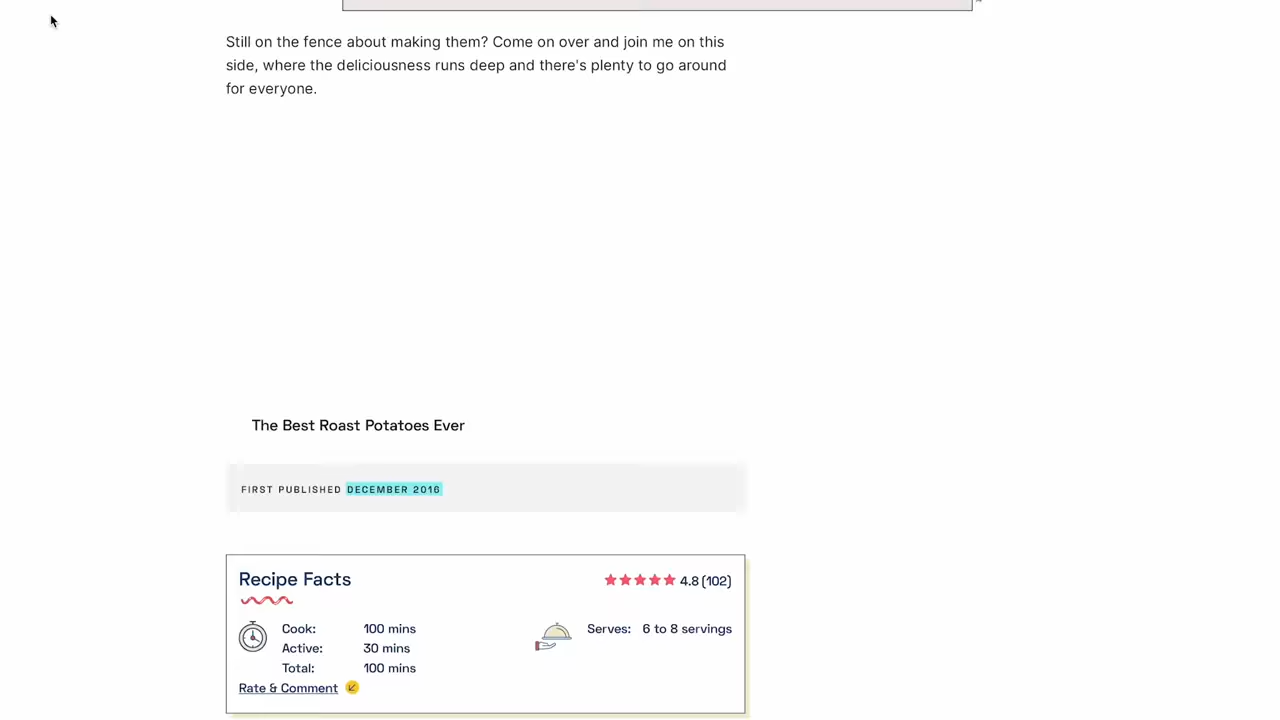 Still on the fence about making them? Come on over and join me on this
side, where the deliciousness runs deep and there's plenty to go around
for everyone.
The Best Roast Potatoes Ever
FIRST PUBLISHED DECEMBER 2016
Recipe Facts
4.8 (102)
Cook: 100 mins
Active: 30 mins
Total: 100 mins
Serves: 6 to 8 servings
Rate & Comment